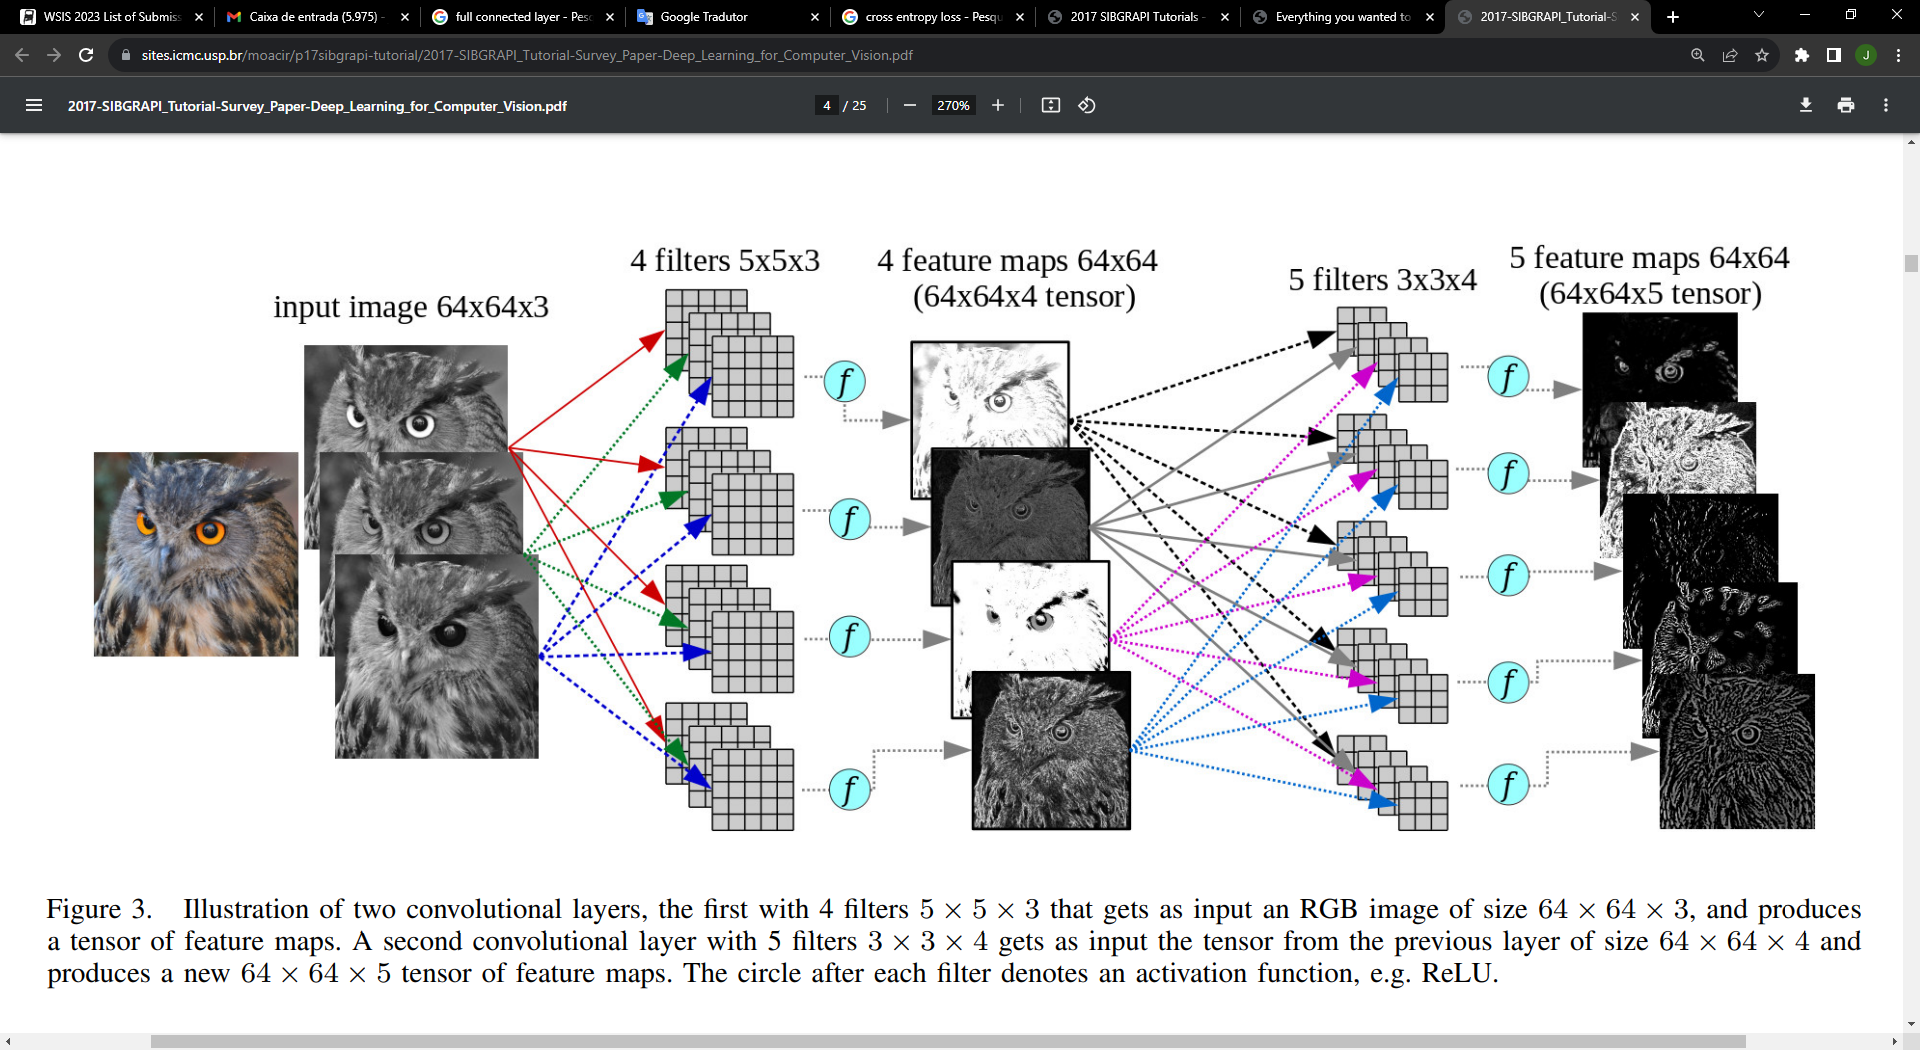 WSIS 2023 List of Submiss
Caixa de entrada (5.975) -
full connected layer - Pesq
Google Tradutor
cross entropy loss - Pesqu
2017 SIBGRAPI Tutorials -
Everything you wanted to
2017-SIBGRAPI_Tutorial-S
sites.icmc.usp.br/moacir/p17sibgrapi-tutorial/2017-SIBGRAPI_Tutorial-Survey_Paper-Deep_Learning_for_Computer_Vision.pdf
J
2017-SIBGRAPI_Tutorial-Survey_Paper-Deep_Learning_for_Computer_Vision.pdf
4 / 25
270%
input image 64x64x3
4 filters 5x5x3
4 feature maps 64x64
(64x64x4 tensor)
5 filters 3x3x4
5 feature maps 64x64
(64x64x5 tensor)
f
f
f
f
f
f
f
f
f
Figure 3. Illustration of two convolutional layers, the first with 4 filters 5 × 5 × 3 that gets as input an RGB image of size 64 × 64 × 3, and produces
a tensor of feature maps. A second convolutional layer with 5 filters 3 × 3 × 4 gets as input the tensor from the previous layer of size 64 × 64 × 4 and
produces a new 64 × 64 × 5 tensor of feature maps. The circle after each filter denotes an activation function, e.g. ReLU.